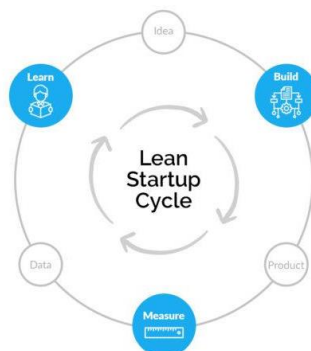 Idea
Learn
Build
Lean
Startup
Cycle
Data
Product
Measure